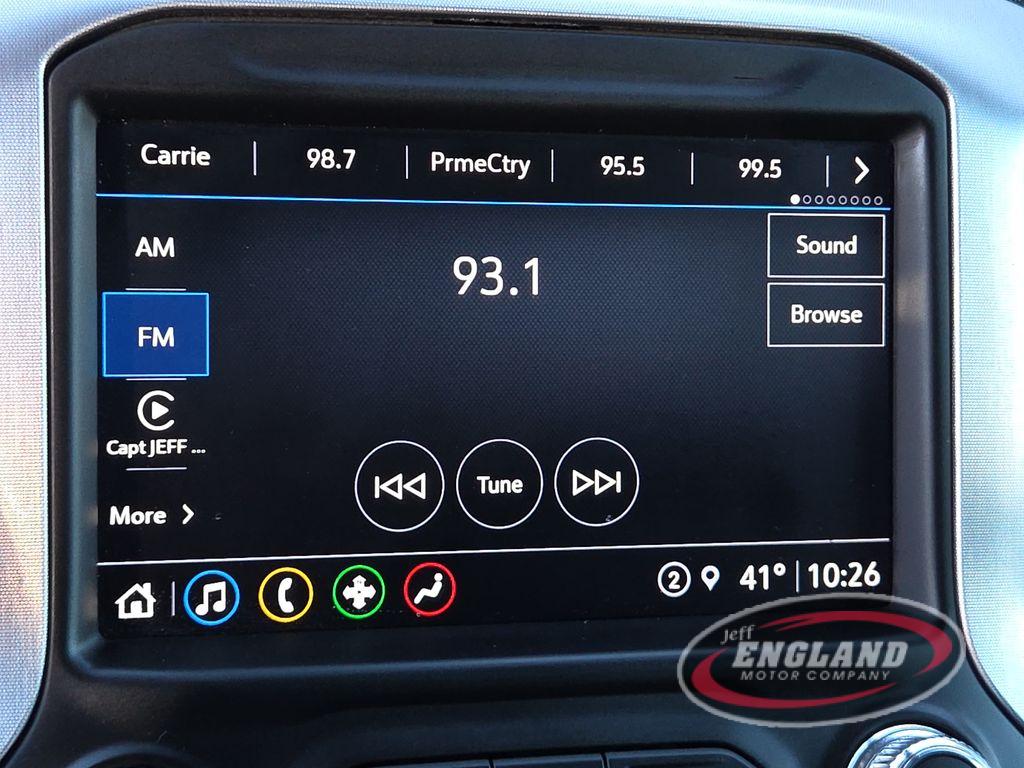 Carrie 98.7 PrmeCtry 95.5 99.5
AM
93.1
Sound
FM
Browse
Capt JEFF ...
Tune
More
2 41° 10:26
Jeff
ENGLAND
MOTOR COMPANY